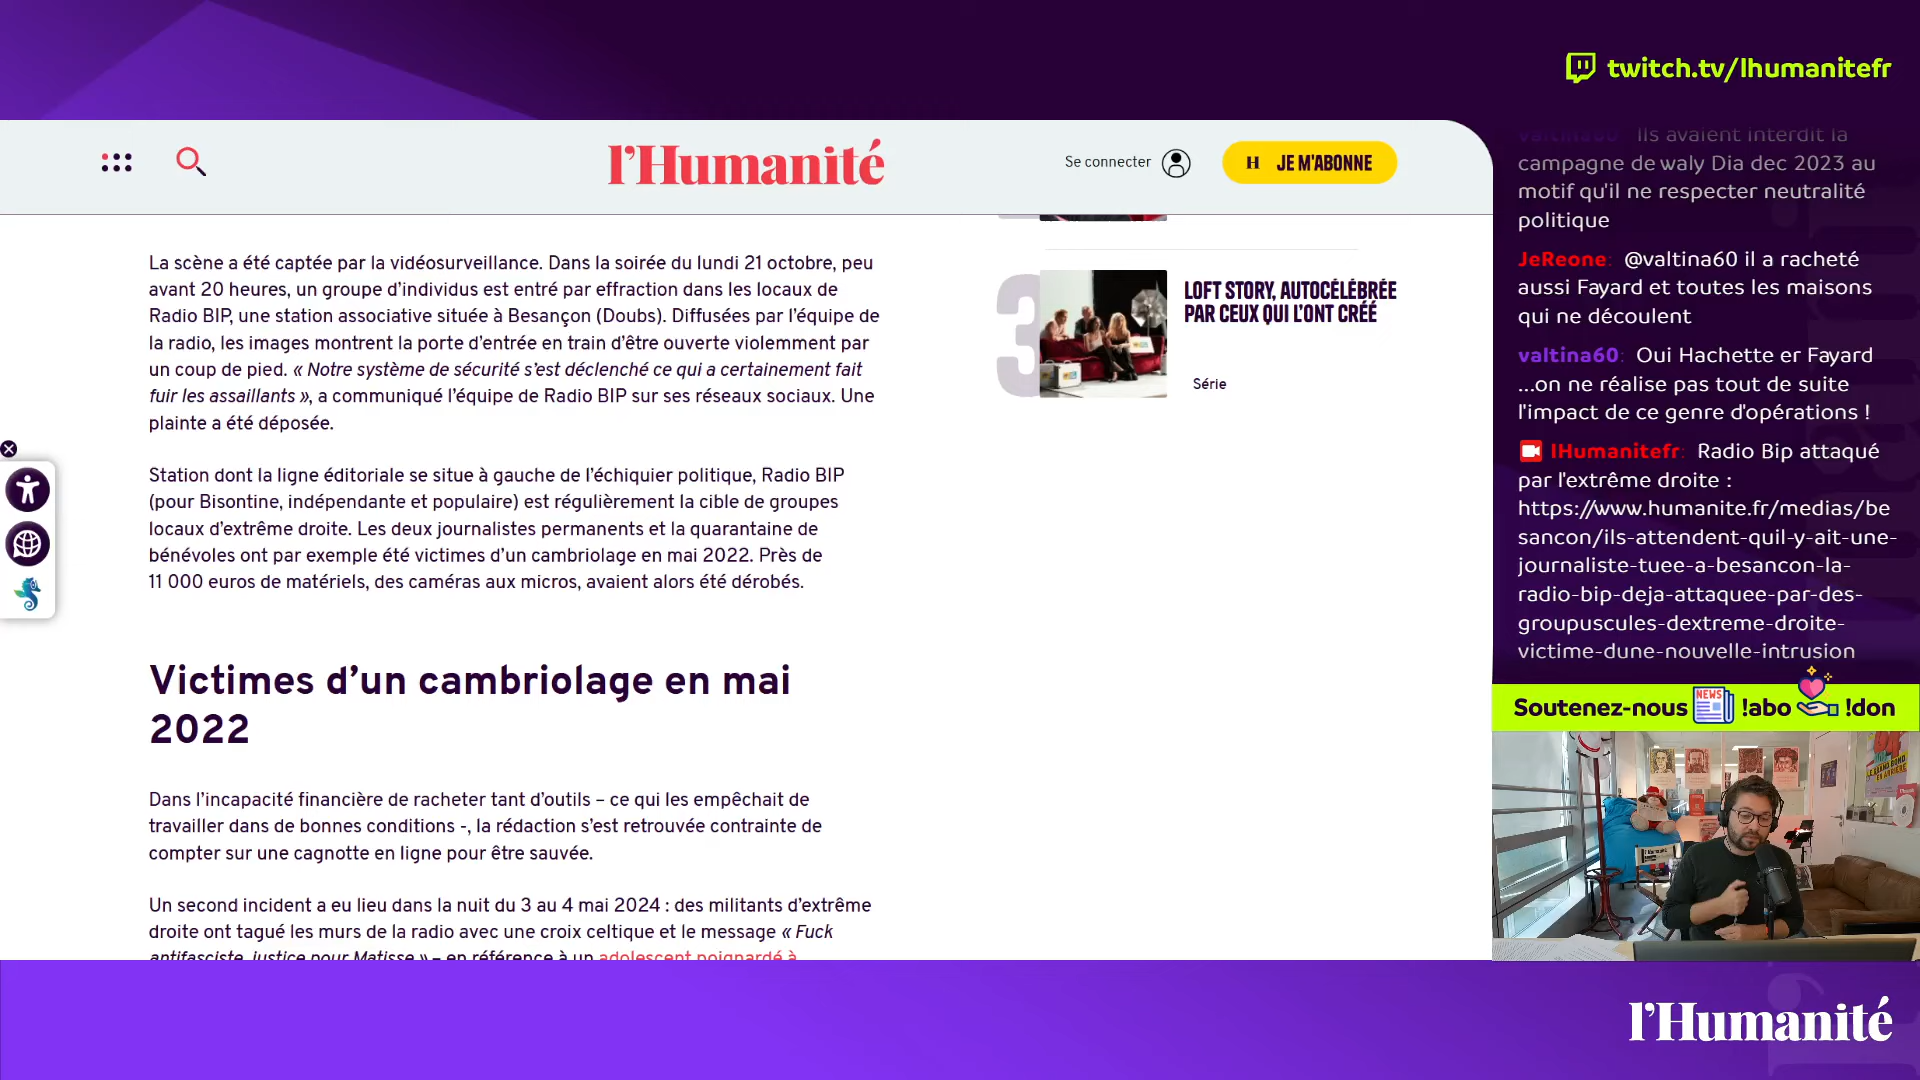 twitch.tv/lhumanitefr
l'Humanité
Se connecter
H JE M'ABONNE
La scène a été captée par la vidéosurveillance. Dans la soirée du lundi 21 octobre, peu
avant 20 heures, un groupe d’individus est entré par effraction dans les locaux de
Radio BIP, une station associative située à Besançon (Doubs). Diffusées par l’équipe de
la radio, les images montrent la porte d’entrée en train d’être ouverte violemment par
un coup de pied. « Notre système de sécurité s’est déclenché ce qui a certainement fait
fuir les assaillants », a communiqué l’équipe de Radio BIP sur ses réseaux sociaux. Une
plainte a été déposée.
Station dont la ligne éditoriale se situe à gauche de l’échiquier politique, Radio BIP
(pour Bisontine, indépendante et populaire) est régulièrement la cible de groupes
locaux d’extrême droite. Les deux journalistes permanents et la quarantaine de
bénévoles ont par exemple été victimes d’un cambriolage en mai 2022. Près de
11 000 euros de matériels, des caméras aux micros, avaient alors été dérobés.
Victimes d’un cambriolage en mai
2022
Dans l’incapacité financière de racheter tant d’outils – ce qui les empêchait de
travailler dans de bonnes conditions -, la rédaction s’est retrouvée contrainte de
compter sur une cagnotte en ligne pour être sauvée.
Un second incident a eu lieu dans la nuit du 3 au 4 mai 2024 : des militants d’extrême
droite ont tagué les murs de la radio avec une croix celtique et le message « Fuck
antifasciste, justice pour Matisse » – en référence à un adolescent poignardé à
3
LOFT STORY, AUTOCÉLÉBRÉE
PAR CEUX QUI L'ONT CRÉÉ
Série
valtina60: Ils avaient interdit la
campagne de waly Dia dec 2023 au
motif qu'il ne respecter neutralité
politique
JeReone: @valtina60 il a racheté
aussi Fayard et toutes les maisons
qui ne découlent
valtina60: Oui Hachette er Fayard
...on ne réalise pas tout de suite
l'impact de ce genre d'opérations !
lHumanitefr: Radio Bip attaqué
par l'extrême droite :
https://www.humanite.fr/medias/be
sancon/ils-attendent-quil-y-ait-une-
journaliste-tuee-a-besancon-la-
radio-bip-deja-attaquee-par-des-
groupuscules-dextreme-droite-
victime-dune-nouvelle-intrusion
Soutenez-nous NEWS !abo !don
l'Humanité